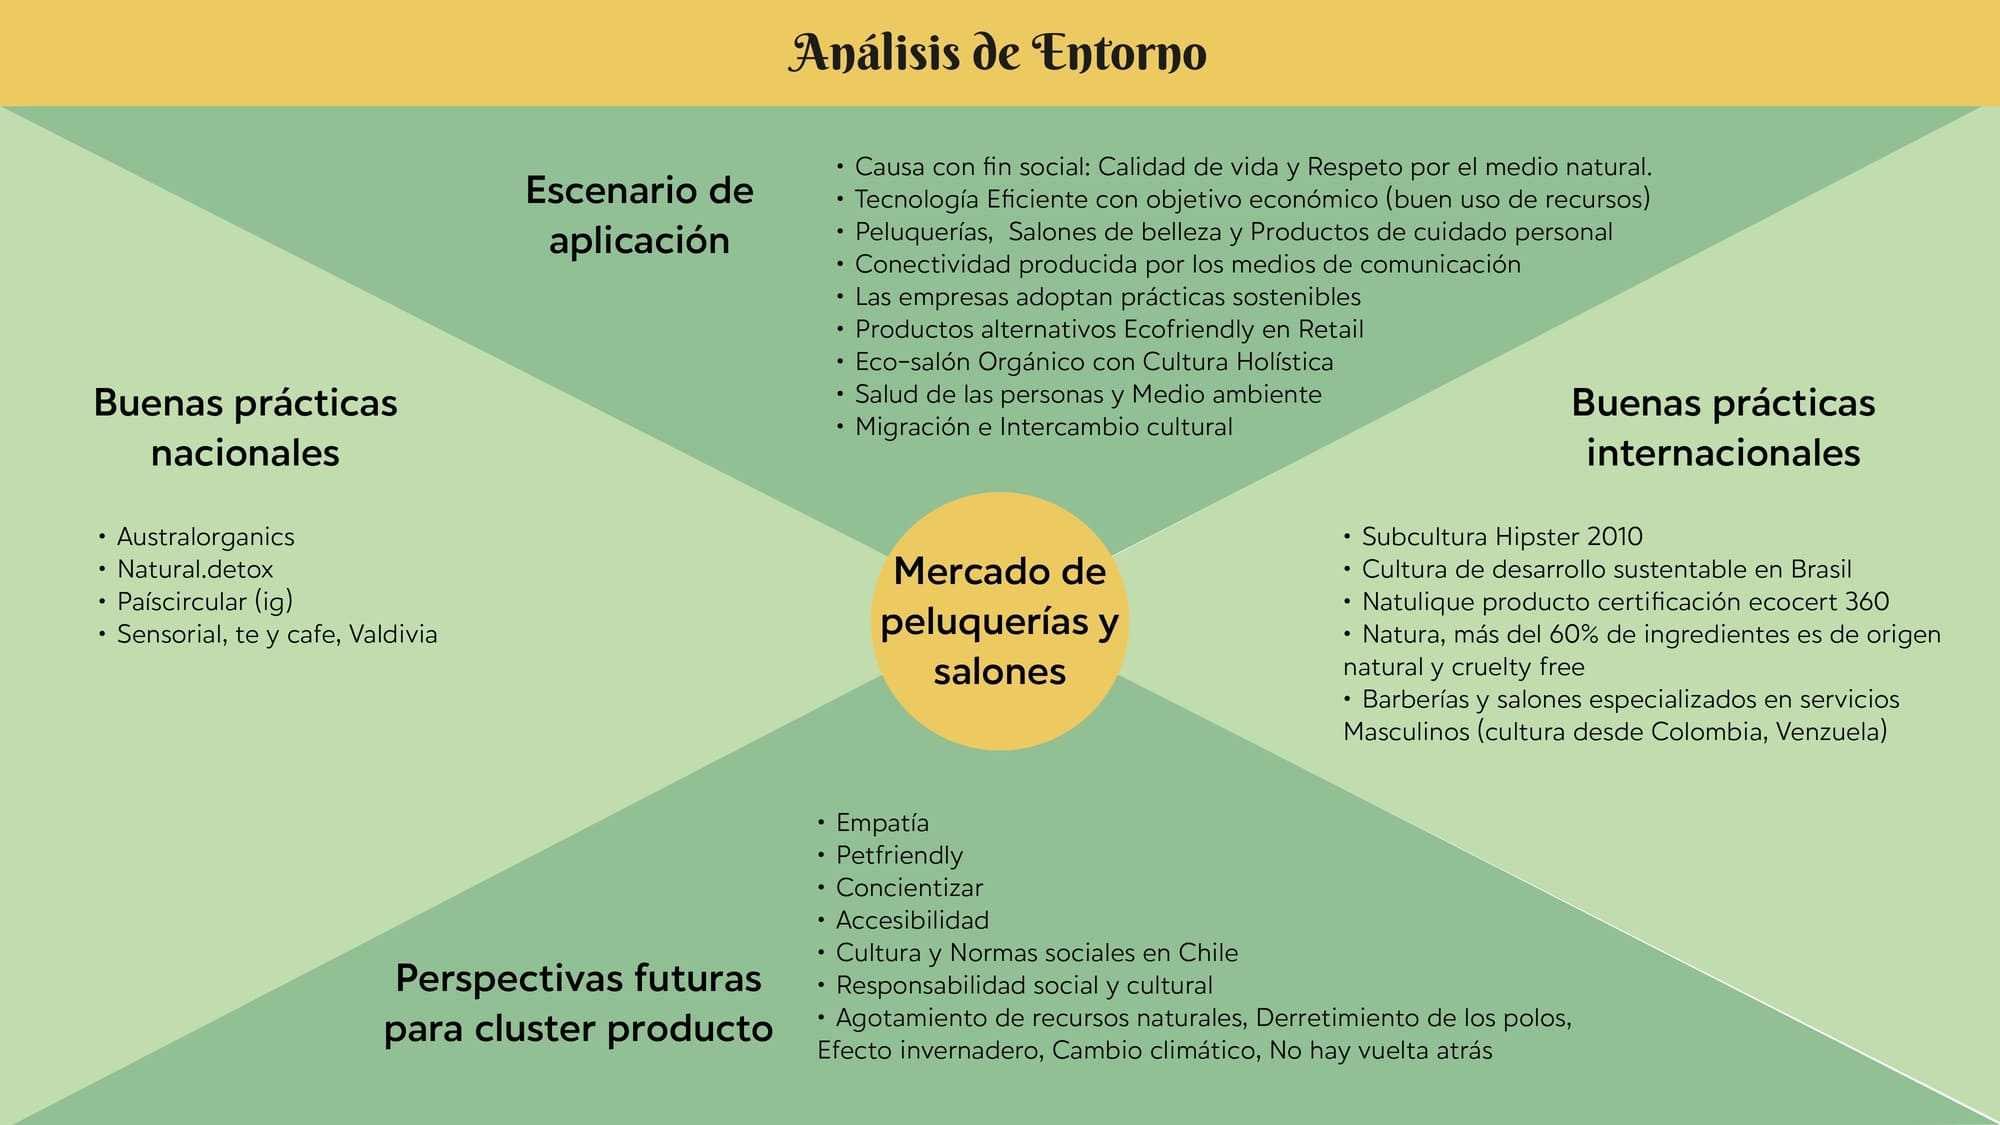 Análisis de Entorno
Escenario de
aplicación
• Causa con fin social: Calidad de vida y Respeto por el medio natural.
• Tecnología Eficiente con objetivo económico (buen uso de recursos)
• Peluquerías,  Salones de belleza y Productos de cuidado personal
• Conectividad producida por los medios de comunicación
• Las empresas adoptan prácticas sostenibles
• Productos alternativos Ecofriendly en Retail
• Eco-salón Orgánico con Cultura Holística
• Salud de las personas y Medio ambiente
• Migración e Intercambio cultural
Buenas prácticas
nacionales
• Australorganics
• Natural.detox
• Paíscircular (ig)
• Sensorial, te y cafe, Valdivia
Mercado de
peluquerías y
salones
Buenas prácticas
internacionales
• Subcultura Hipster 2010
• Cultura de desarrollo sustentable en Brasil
• Natulique producto certificación ecocert 360
• Natura, más del 60% de ingredientes es de origen
natural y cruelty free
• Barberías y salones especializados en servicios
Masculinos (cultura desde Colombia, Venzuela)
Perspectivas futuras
para cluster producto
• Empatía
• Petfriendly
• Concientizar
• Accesibilidad
• Cultura y Normas sociales en Chile
• Responsabilidad social y cultural
• Agotamiento de recursos naturales, Derretimiento de los polos,
Efecto invernadero, Cambio climático, No hay vuelta atrás